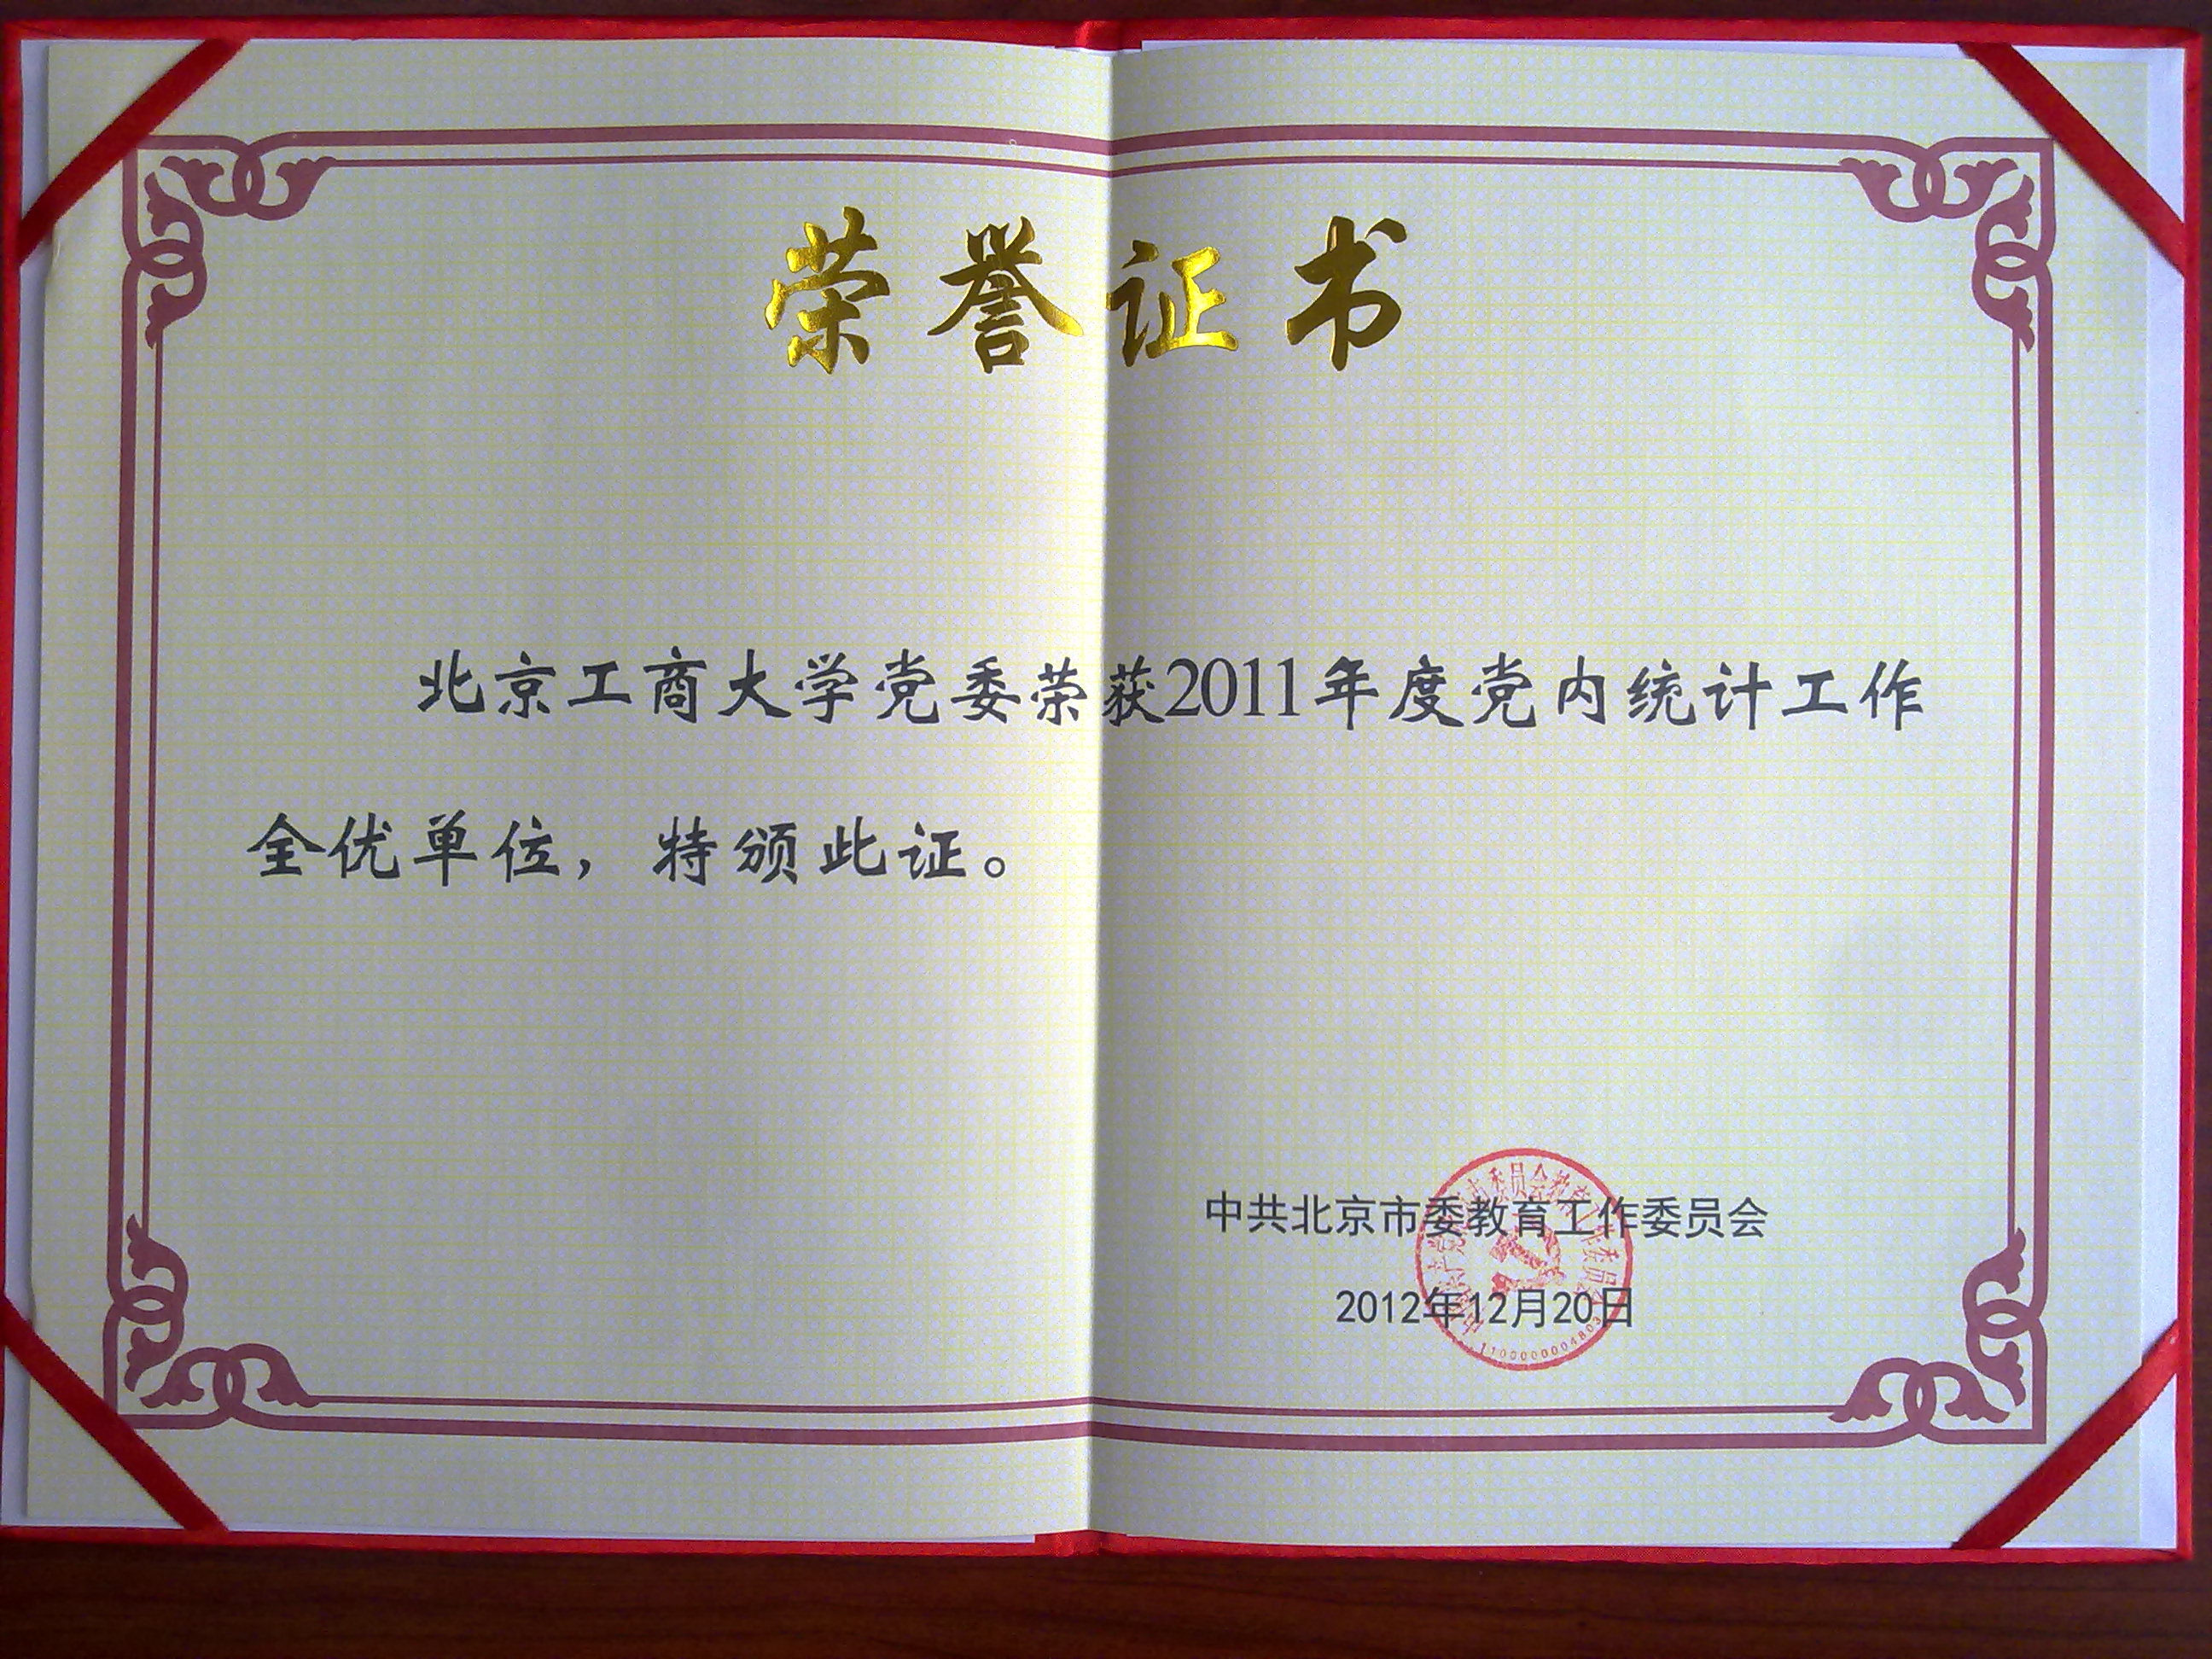 荣誉证书
北京工商大学党委荣获2011年度党内统计工作
全优单位，特颁此证。
中共北京市委教育工作委员会
2012年12月20日